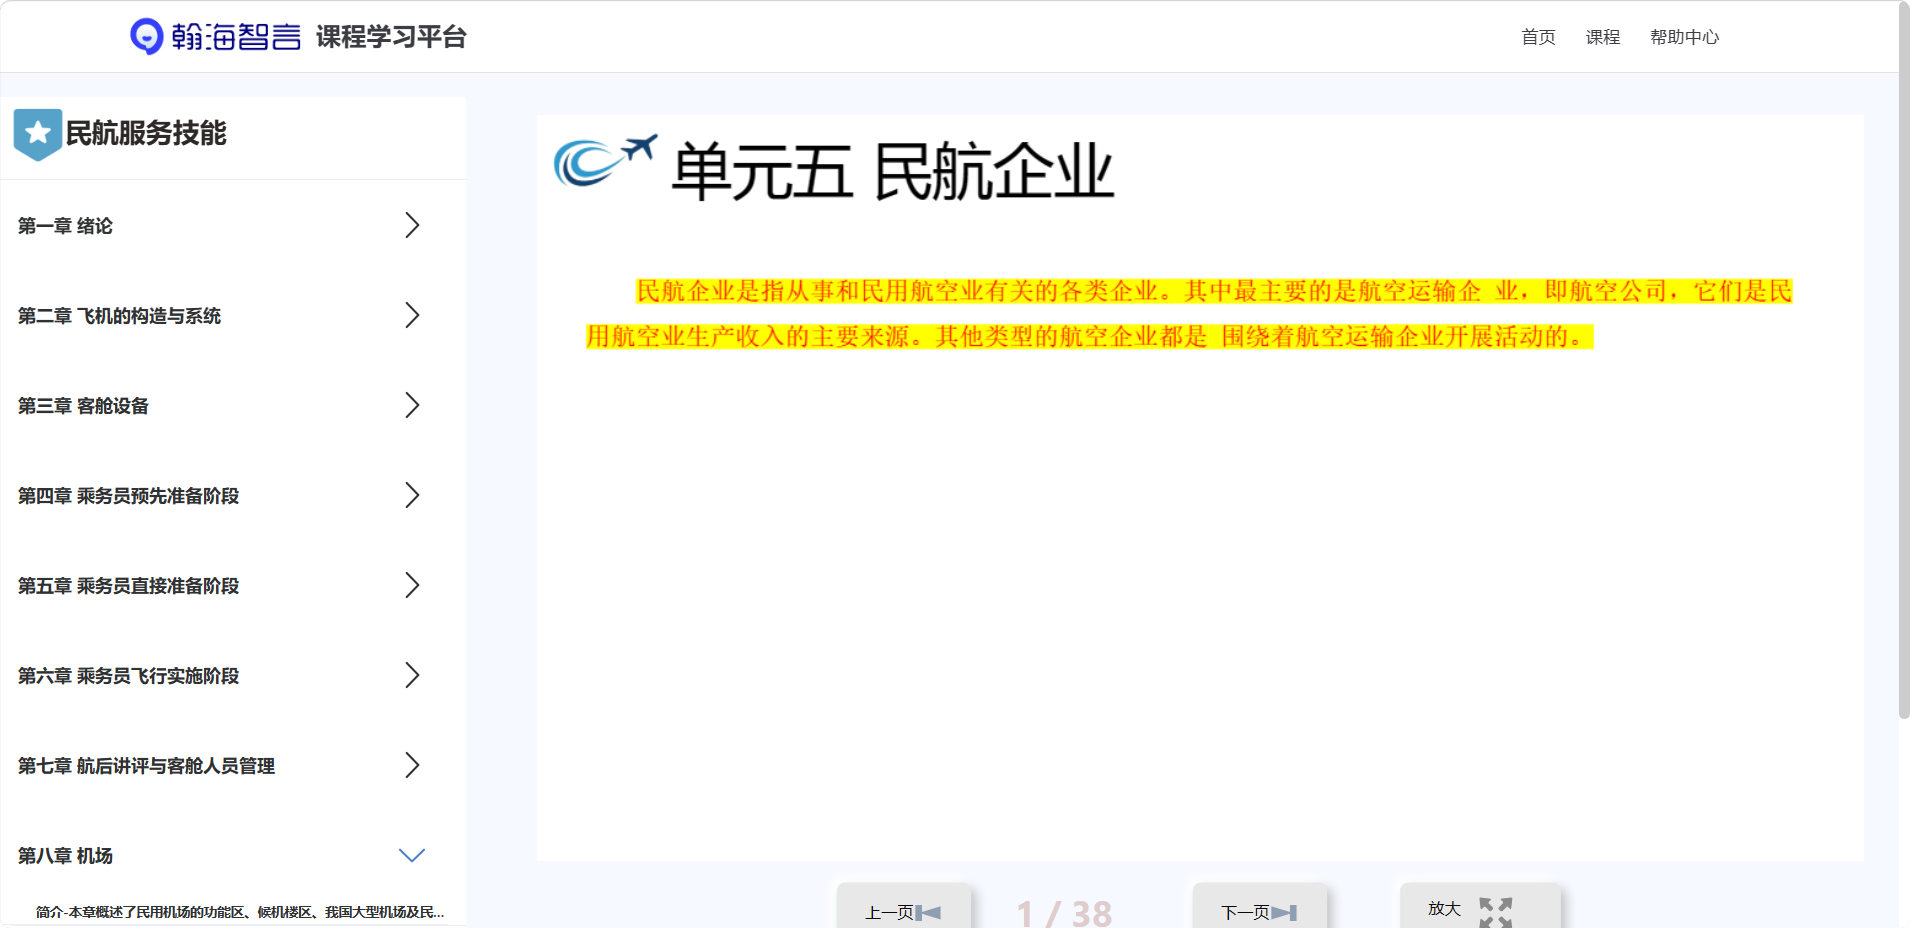 翰海智言 课程学习平台
首页 课程 帮助中心
民航服务技能
第一章 绪论
第二章 飞机的构造与系统
第三章 客舱设备
第四章 乘务员预先准备阶段
第五章 乘务员直接准备阶段
第六章 乘务员飞行实施阶段
第七章 航后讲评与客舱人员管理
第八章 机场
简介-本章概述了民用机场的功能区、候机楼区、我国大型机场及民...
单元五 民航企业
民航企业是指从事和民用航空业有关的各类企业。其中最主要的是航空运输企 业，即航空公司，它们是民
用航空业生产收入的主要来源。其他类型的航空企业都是 围绕着航空运输企业开展活动的。
上一页 1 / 38 下一页 放大